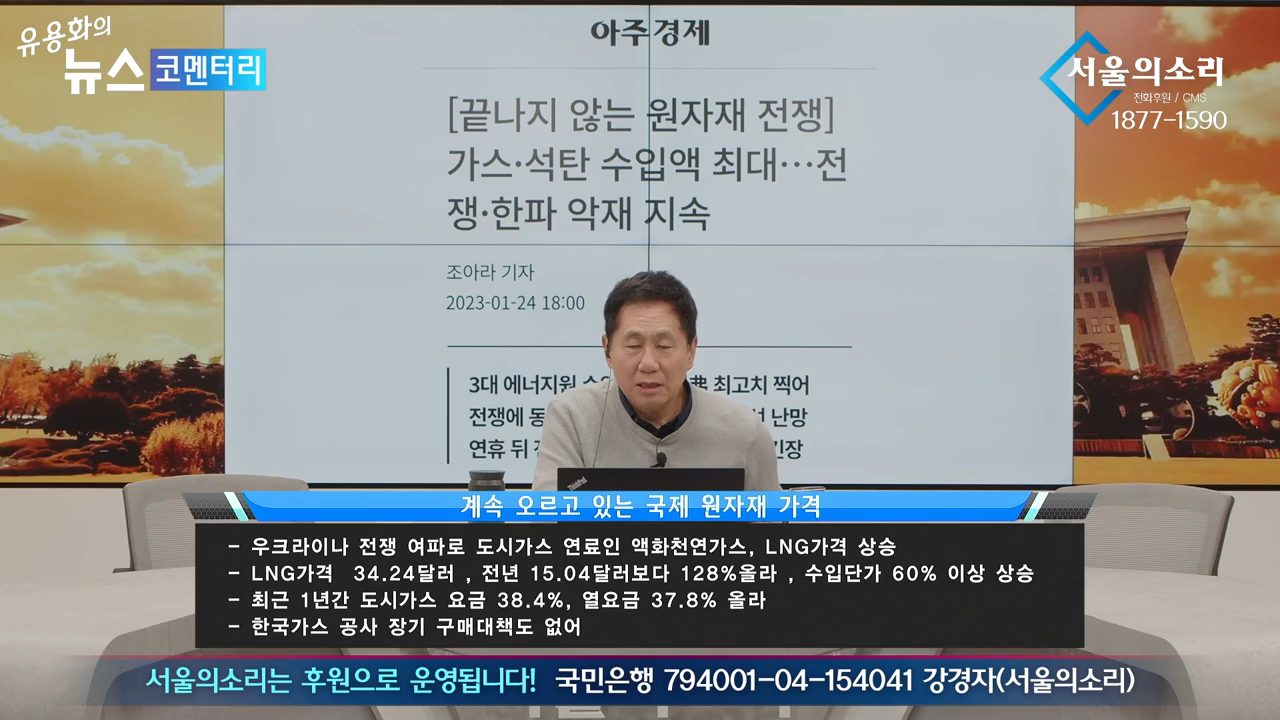 유용화의
뉴스 코멘터리
아주경제
서울의소리
전화후원 / CMS
1877-1590
[끝나지 않는 원자재 전쟁]
가스·석탄 수입액 최대…전
쟁·한파 악재 지속
조아라 기자
2023-01-24 18:00
3대 에너지원 최고치 찍어
전쟁에 난망
연휴 뒤
ThinkPad
계속 오르고 있는 국제 원자재 가격
- 우크라이나 전쟁 여파로 도시가스 연료인 액화천연가스, LNG가격 상승
- LNG가격 34.24달러 , 전년 15.04달러보다 128%올라 , 수입단가 60% 이상 상승
- 최근 1년간 도시가스 요금 38.4%, 열요금 37.8% 올라
- 한국가스 공사 장기 구매대책도 없어
서울의소리는 후원으로 운영됩니다! 국민은행 794001-04-154041 강경자(서울의소리)